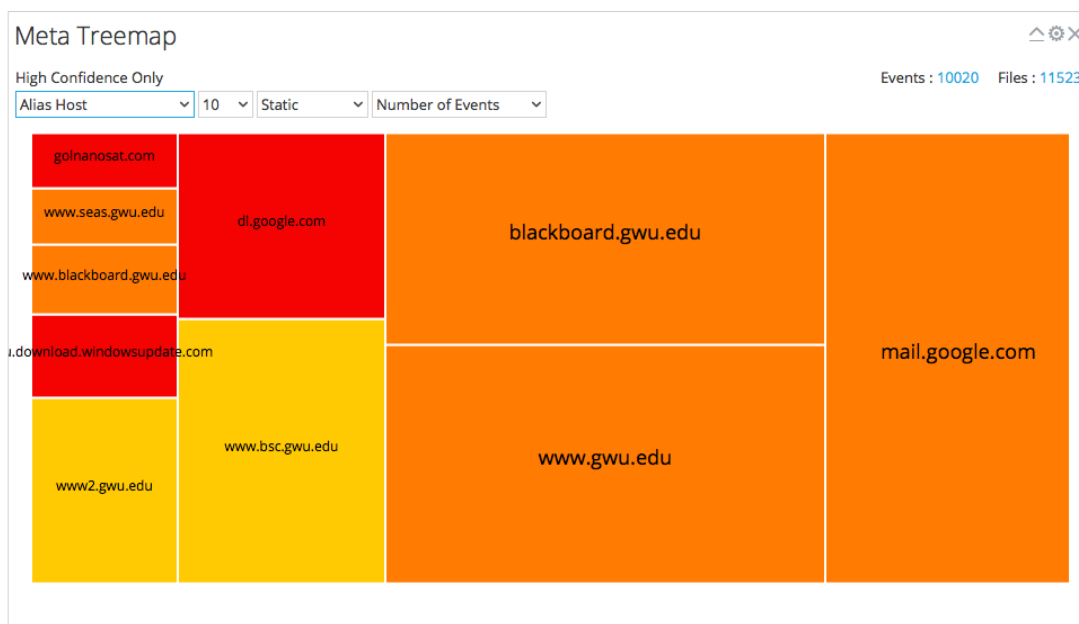 Meta Treemap
High Confidence Only
Events : 10020 Files : 11523
Alias Host 10 Static Number of Events
golnanosat.com
www.seas.gwu.edu
www.blackboard.gwu.edu
.download.windowsupdate.com
www2.gwu.edu
dl.google.com
www.bsc.gwu.edu
blackboard.gwu.edu
www.gwu.edu
mail.google.com